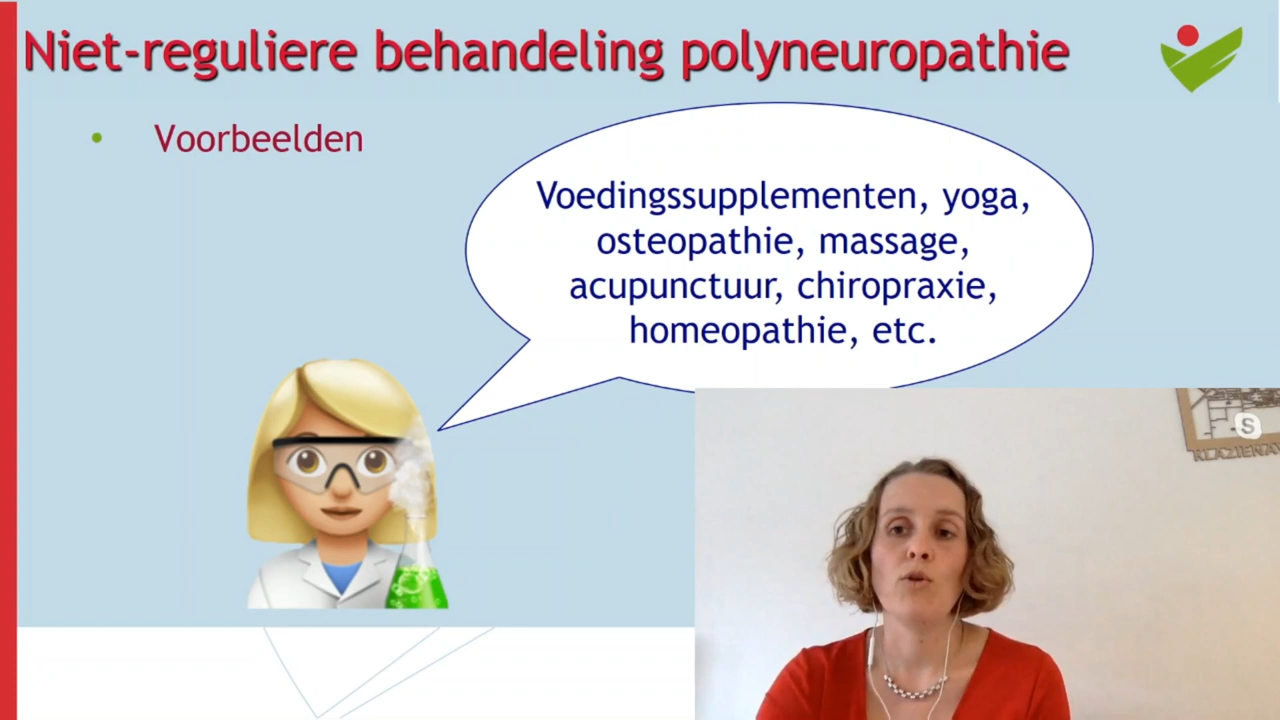 Niet-reguliere behandeling polyneuropathie
• Voorbeelden
Voedingssupplementen, yoga,
osteopathie, massage,
acupunctuur, chiropraxie,
homeopathie, etc.
S